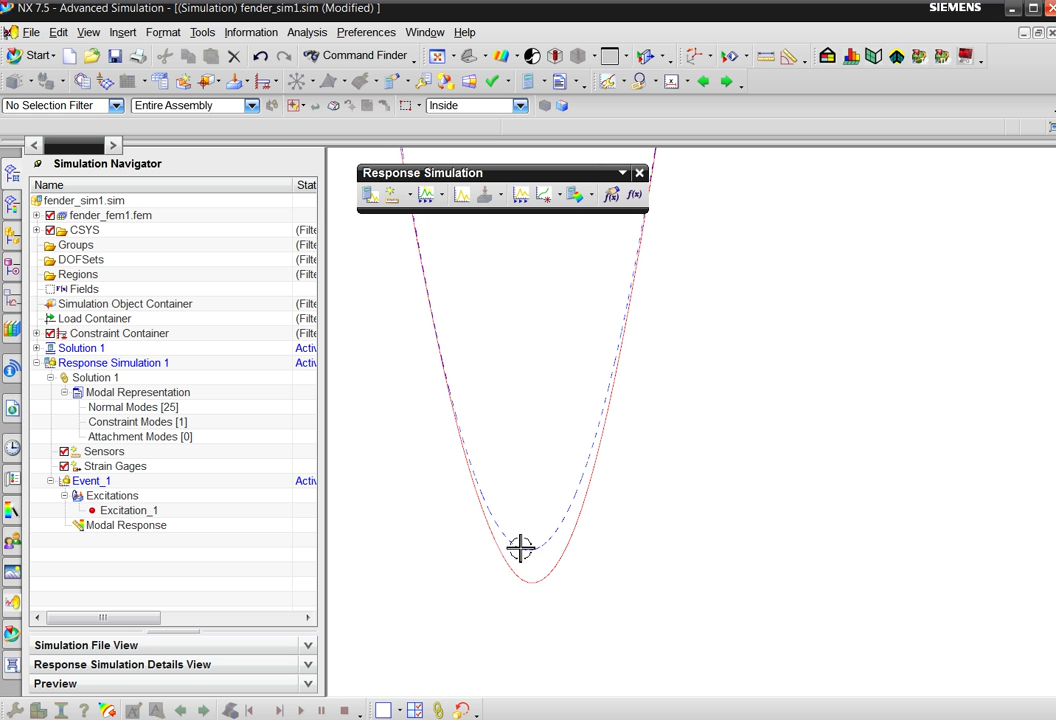 NX 7.5 - Advanced Simulation - [(Simulation) fender_sim1.sim (Modified) ]
SIEMENS
File Edit View Insert Format Tools Information Analysis Preferences Window Help
Start
Command Finder
No Selection Filter
Entire Assembly
Inside
Simulation Navigator
Response Simulation
Name
Stat
fender_sim1.sim
fender_fem1.fem
CSYS
(Filte
Groups
(Filte
DOFSets
(Filte
Regions
(Filte
Fields
(Filte
Simulation Object Container
(Filte
Load Container
(Filte
Constraint Container
(Filte
Solution 1
Activ
Response Simulation 1
Activ
Solution 1
Modal Representation
Normal Modes [25]
Constraint Modes [1]
Attachment Modes [0]
Sensors
Strain Gages
Event_1
Activ
Excitations
Excitation_1
Modal Response
Simulation File View
Response Simulation Details View
Preview